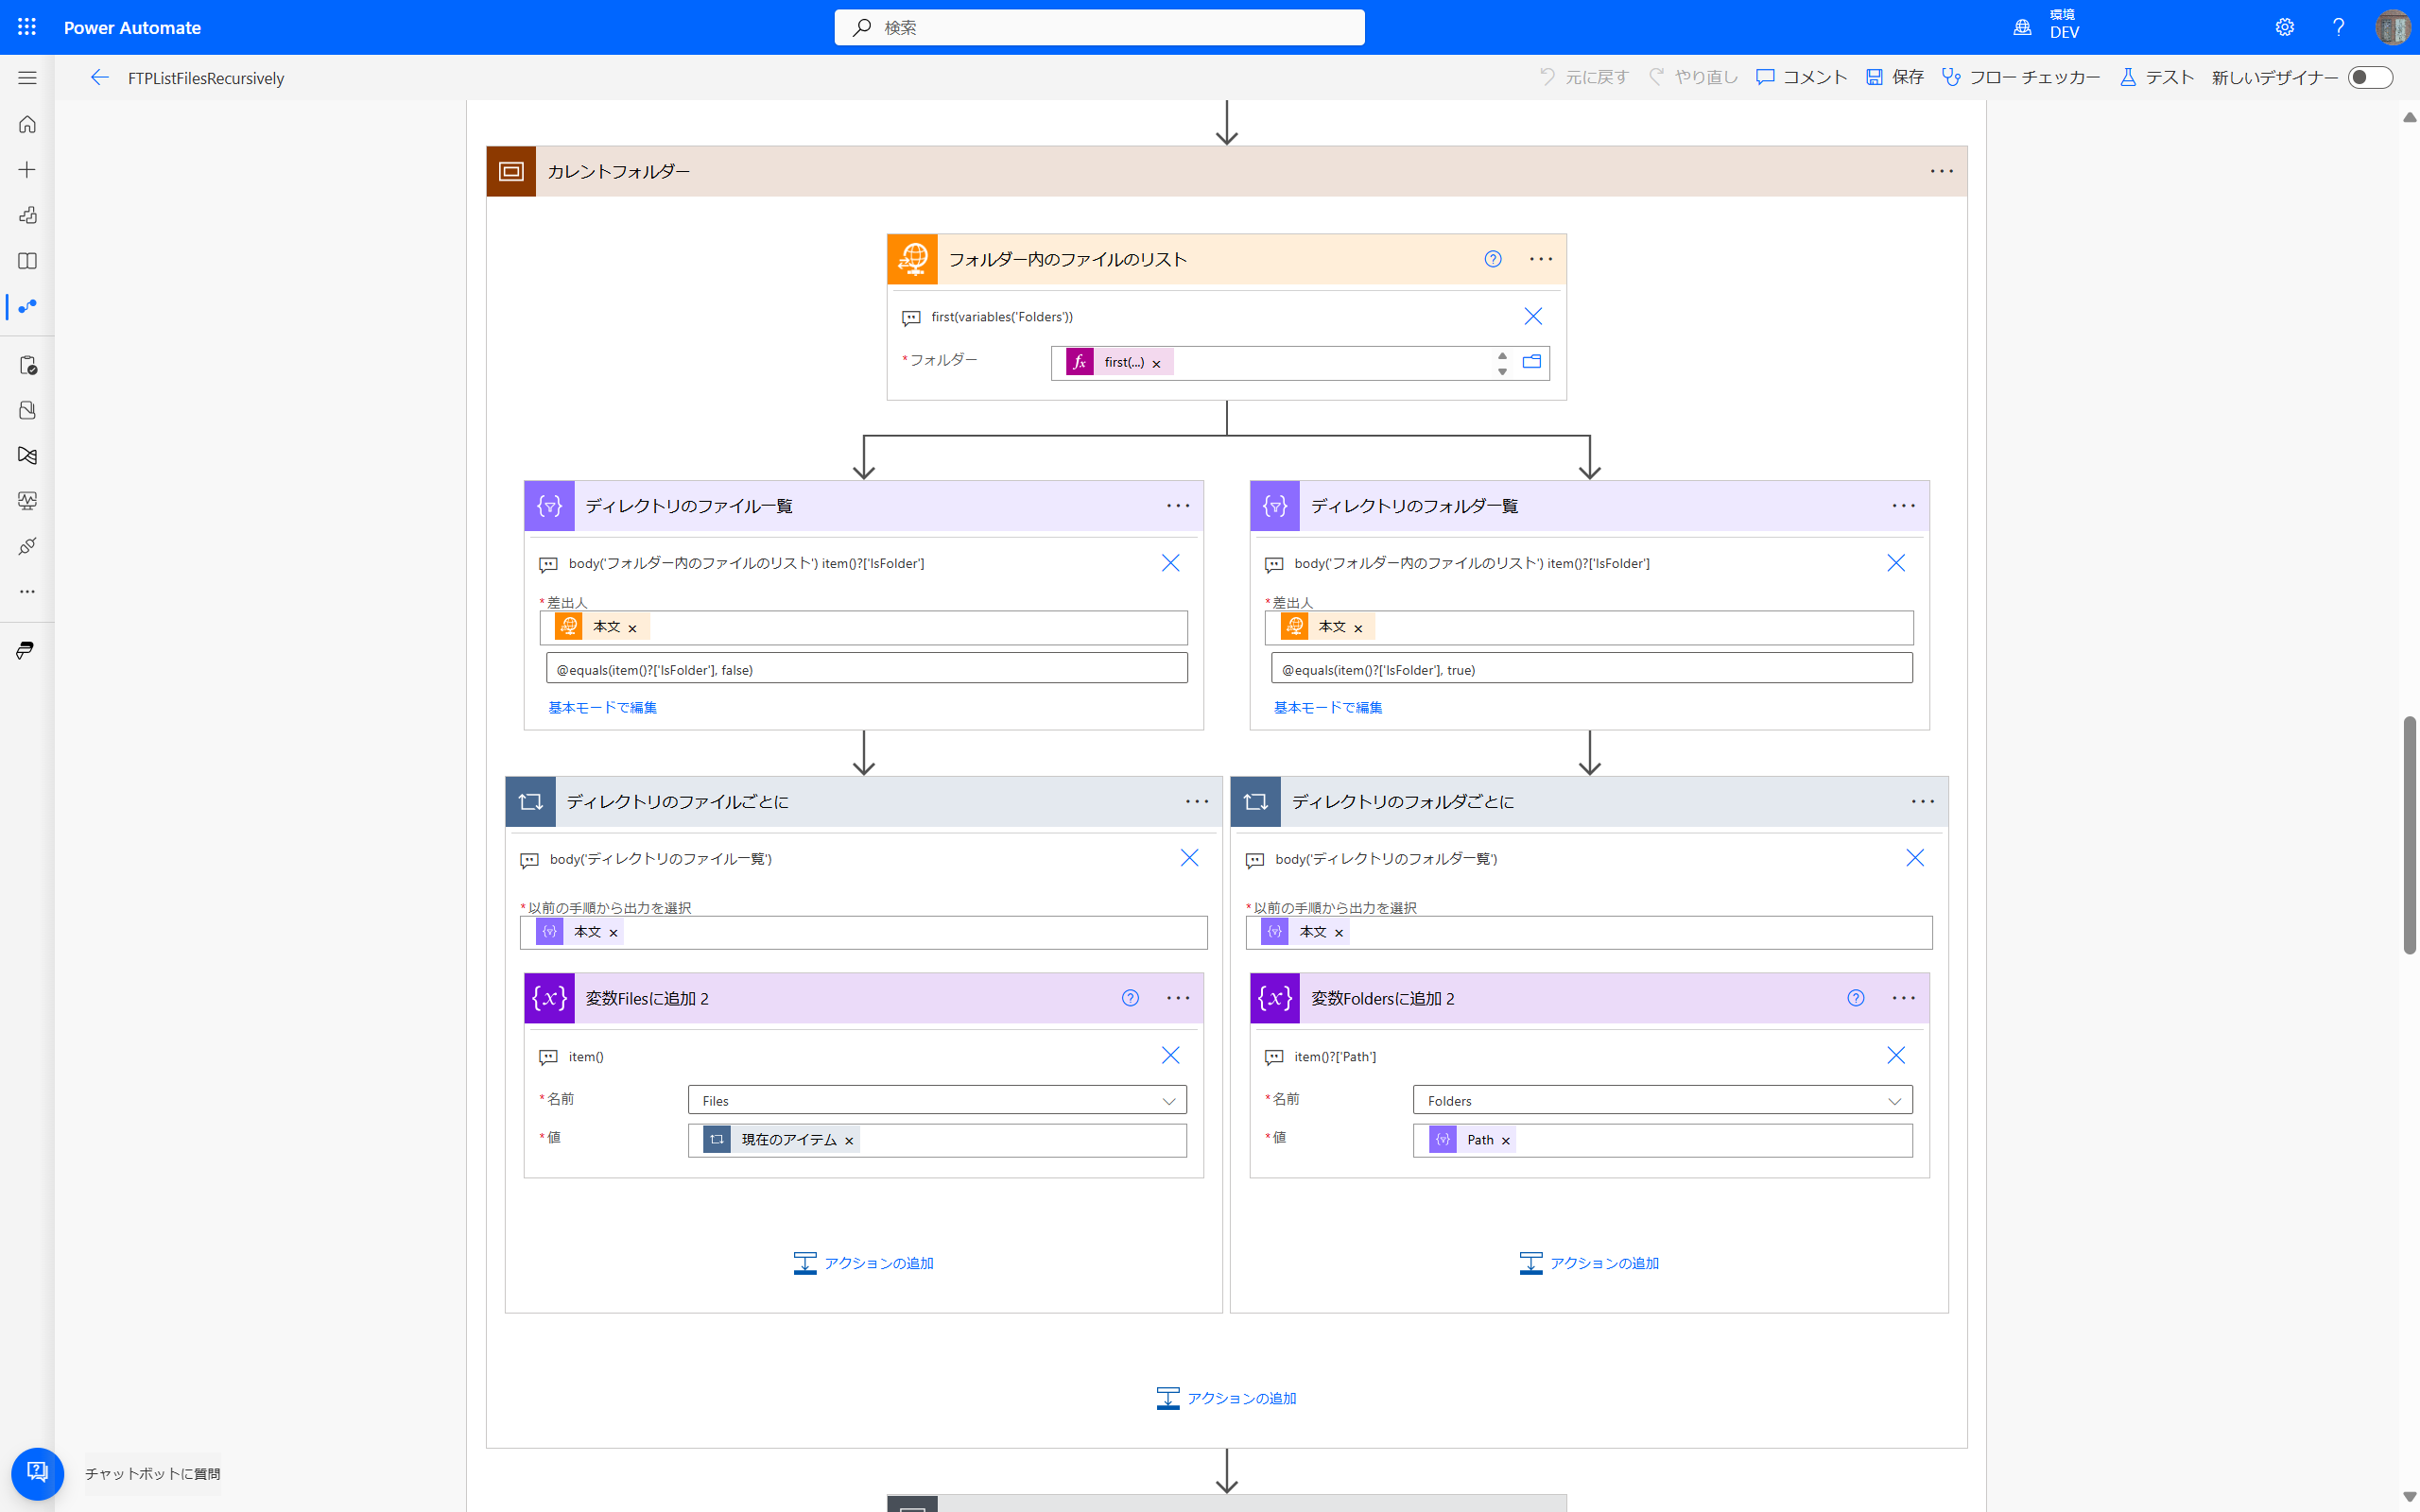 Power Automate
検索
環境
DEV
FTPListFilesRecursively
元に戻す
やり直し
コメント
保存
フロー チェッカー
テスト
新しいデザイナー
カレントフォルダー
フォルダー内のファイルのリスト
first(variables('Folders'))
*フォルダー
first(...)
ディレクトリのファイル一覧
body('フォルダー内のファイルのリスト') item()?['IsFolder']
*差出人
本文
@equals(item()?['IsFolder'], false)
基本モードで編集
ディレクトリのフォルダー覧
body('フォルダー内のファイルのリスト') item()?['IsFolder']
*差出人
本文
@equals(item()?['IsFolder'], true)
基本モードで編集
ディレクトリのファイルごとに
body('ディレクトリのファイル一覧')
*以前の手順から出力を選択
本文
変数Filesに追加 2
item()
*名前
Files
*値
現在のアイテム
アクションの追加
ディレクトリのフォルダごとに
body('ディレクトリのフォルダー覧')
*以前の手順から出力を選択
本文
変数Foldersに追加 2
item()?['Path']
*名前
Folders
*値
Path
アクションの追加
アクションの追加
チャットボットに質問